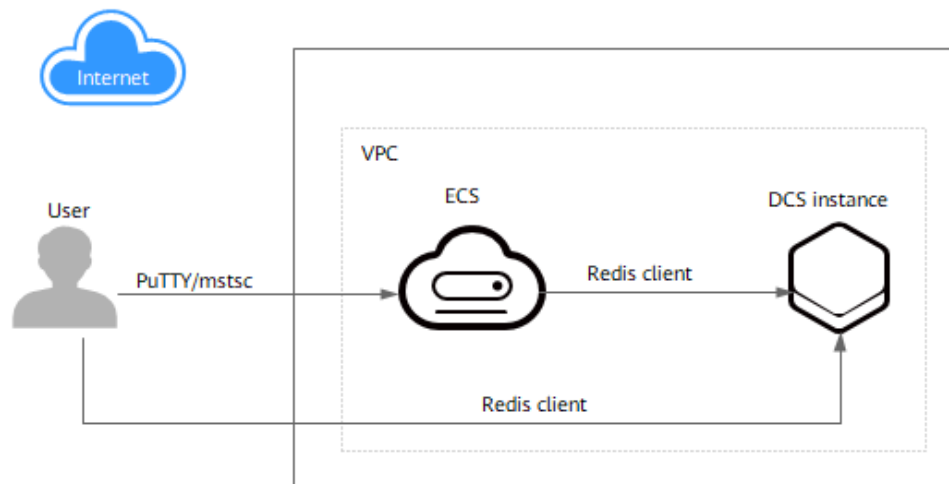 Internet
VPC
ECS
DCS instance
User
PuTTY/mstsc
Redis client
Redis client